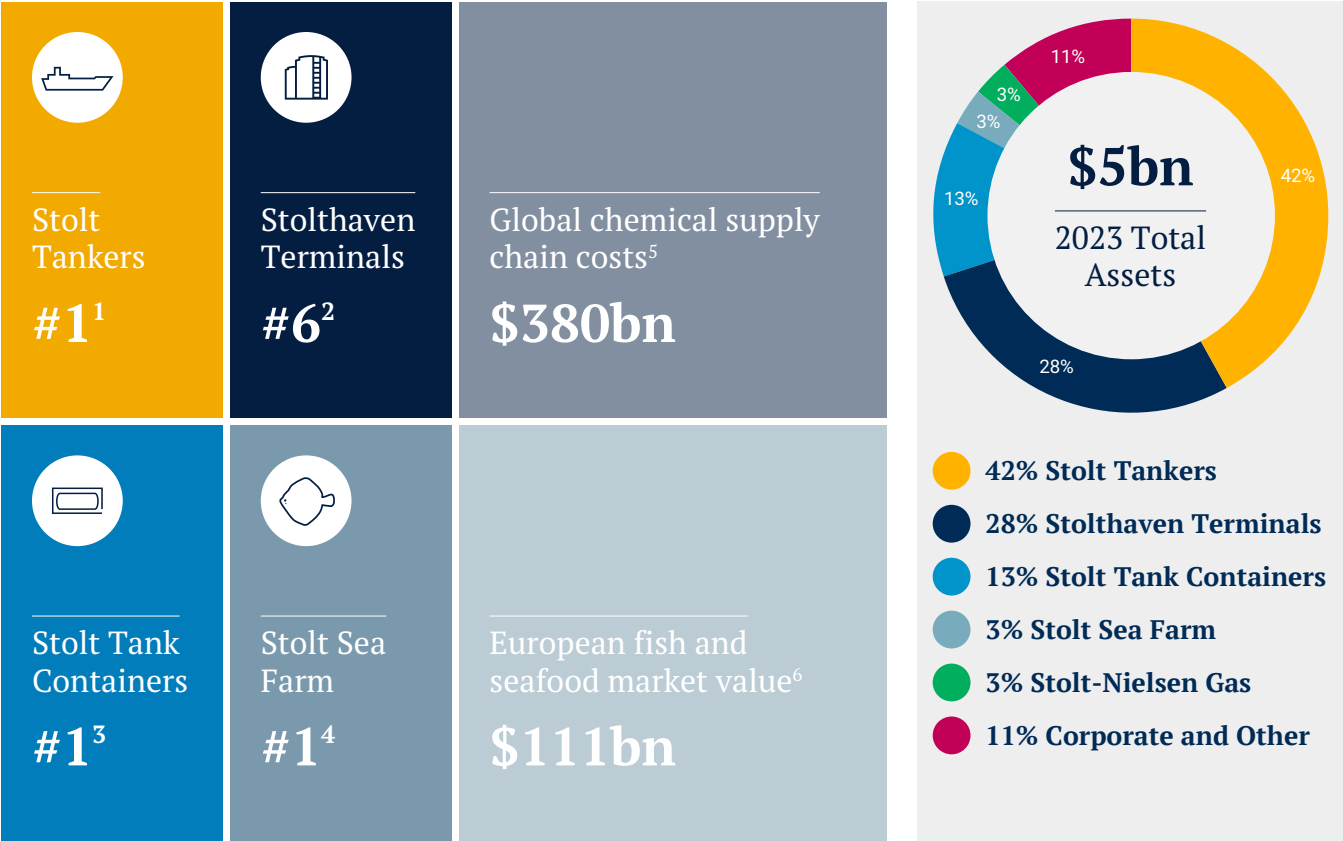 Stolt
Tankers
#1¹
Stolthaven
Terminals
#6²
Global chemical supply
chain costs⁵
$380bn
Stolt Tank
Containers
#1³
Stolt Sea
Farm
#1⁴
European fish and
seafood market value⁶
$111bn
11%
3%
3%
13%
42%
28%
$5bn
2023 Total
Assets
42% Stolt Tankers
28% Stolthaven Terminals
13% Stolt Tank Containers
3% Stolt Sea Farm
3% Stolt-Nielsen Gas
11% Corporate and Other